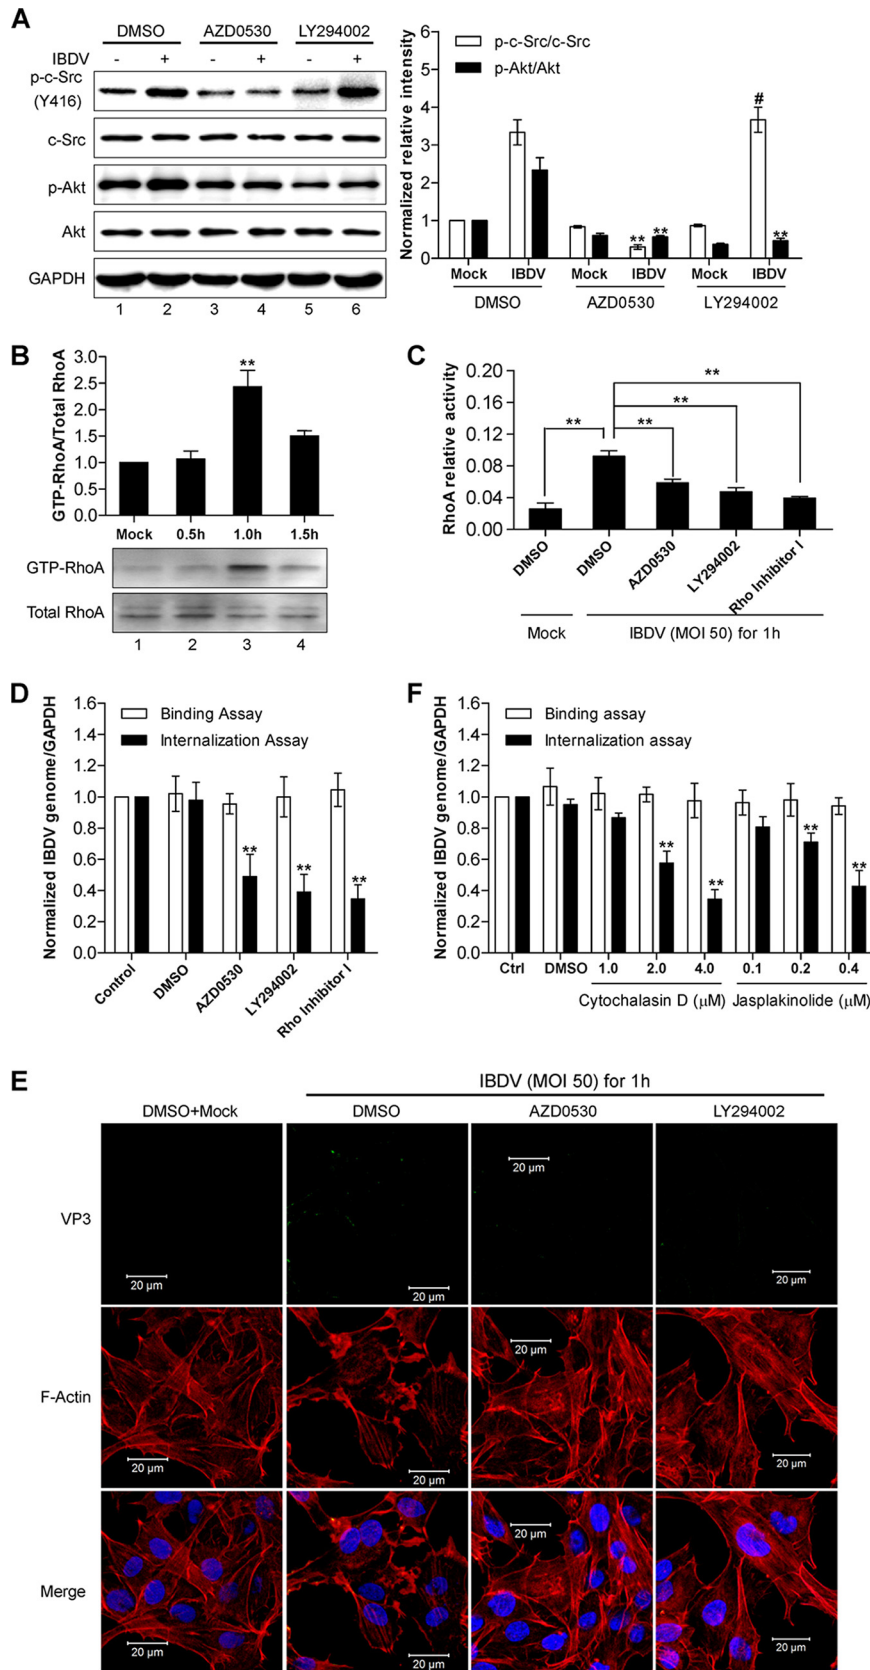 A
DMSO AZD0530 LY294002
IBDV - + - + - +
p-c-Src
(Y416)
c-Src
p-Akt
Akt
GAPDH
1 2 3 4 5 6
Normalized relative intensity
6
5
4
3
2
1
0
p-c-Src/c-Src
p-Akt/Akt
** ** # **
Mock IBDV Mock IBDV Mock IBDV
DMSO AZD0530 LY294002
B
GTP-RhoA/Total RhoA
3.0
2.5
2.0
1.5
1.0
0.5
0.0
**
Mock 0.5h 1.0h 1.5h
GTP-RhoA
Total RhoA
1 2 3 4
C
RhoA relative activity
0.20
0.16
0.12
0.08
0.04
0.00
**
**
** **
DMSO DMSO AZD0530 LY294002 Rho Inhibitor I
Mock IBDV (MOI 50) for 1h
D
Normalized IBDV genome/GAPDH
1.6
1.4
1.2
1.0
0.8
0.6
0.4
0.2
0.0
Binding Assay
Internalization Assay
** ** **
Control DMSO AZD0530 LY294002 Rho Inhibitor I
F
Normalized IBDV genome/GAPDH
1.6
1.4
1.2
1.0
0.8
0.6
0.4
0.2
0.0
Binding assay
Internalization assay
** ** ** **
Ctrl DMSO 1.0 2.0 4.0 0.1 0.2 0.4
Cytochalasin D (μM) Jasplakinolide (μM)
E
IBDV (MOI 50) for 1h
DMSO+Mock DMSO AZD0530 LY294002
VP3
20 μm 20 μm 20 μm 20 μm
F-Actin
20 μm 20 μm 20 μm 20 μm
Merge
20 μm 20 μm 20 μm 20 μm